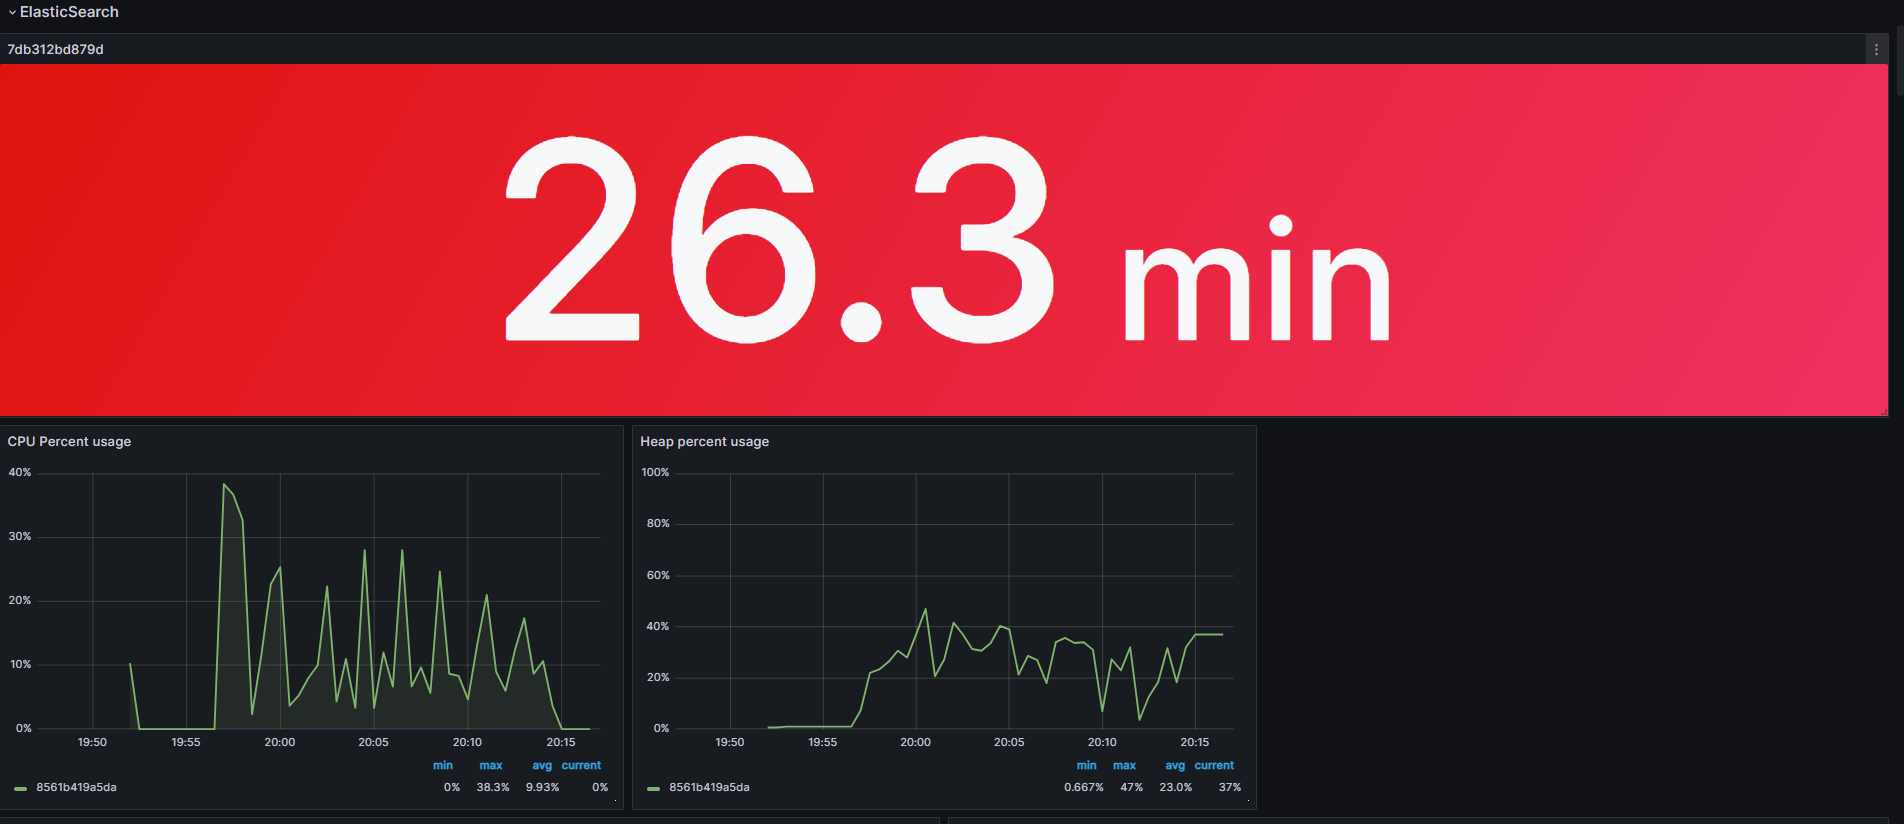 ElasticSearch
7db312bd879d
26.3 min
CPU Percent usage
40%
30%
20%
10%
0%
19:50 19:55 20:00 20:05 20:10 20:15
min max avg current
8561b419a5da 0% 38.3% 9.93% 0%
Heap percent usage
100%
80%
60%
40%
20%
0%
19:50 19:55 20:00 20:05 20:10 20:15
min max avg current
8561b419a5da 0.667% 47% 23.0% 37%